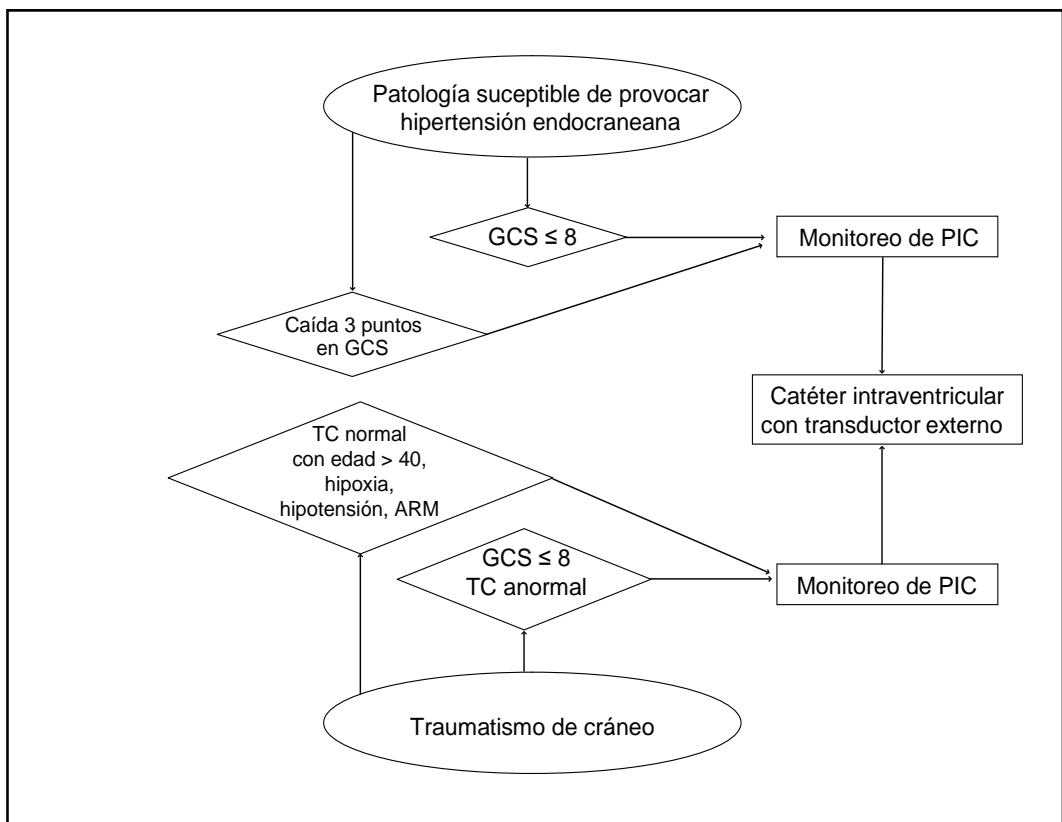 Patología suceptible de provocar
hipertensión endocraneana
GCS ≤ 8
Monitoreo de PIC
Caída 3 puntos
en GCS
Catéter intraventricular
con transductor externo
TC normal
con edad > 40,
hipoxia,
hipotensión, ARM
GCS ≤ 8
TC anormal
Monitoreo de PIC
Traumatismo de cráneo